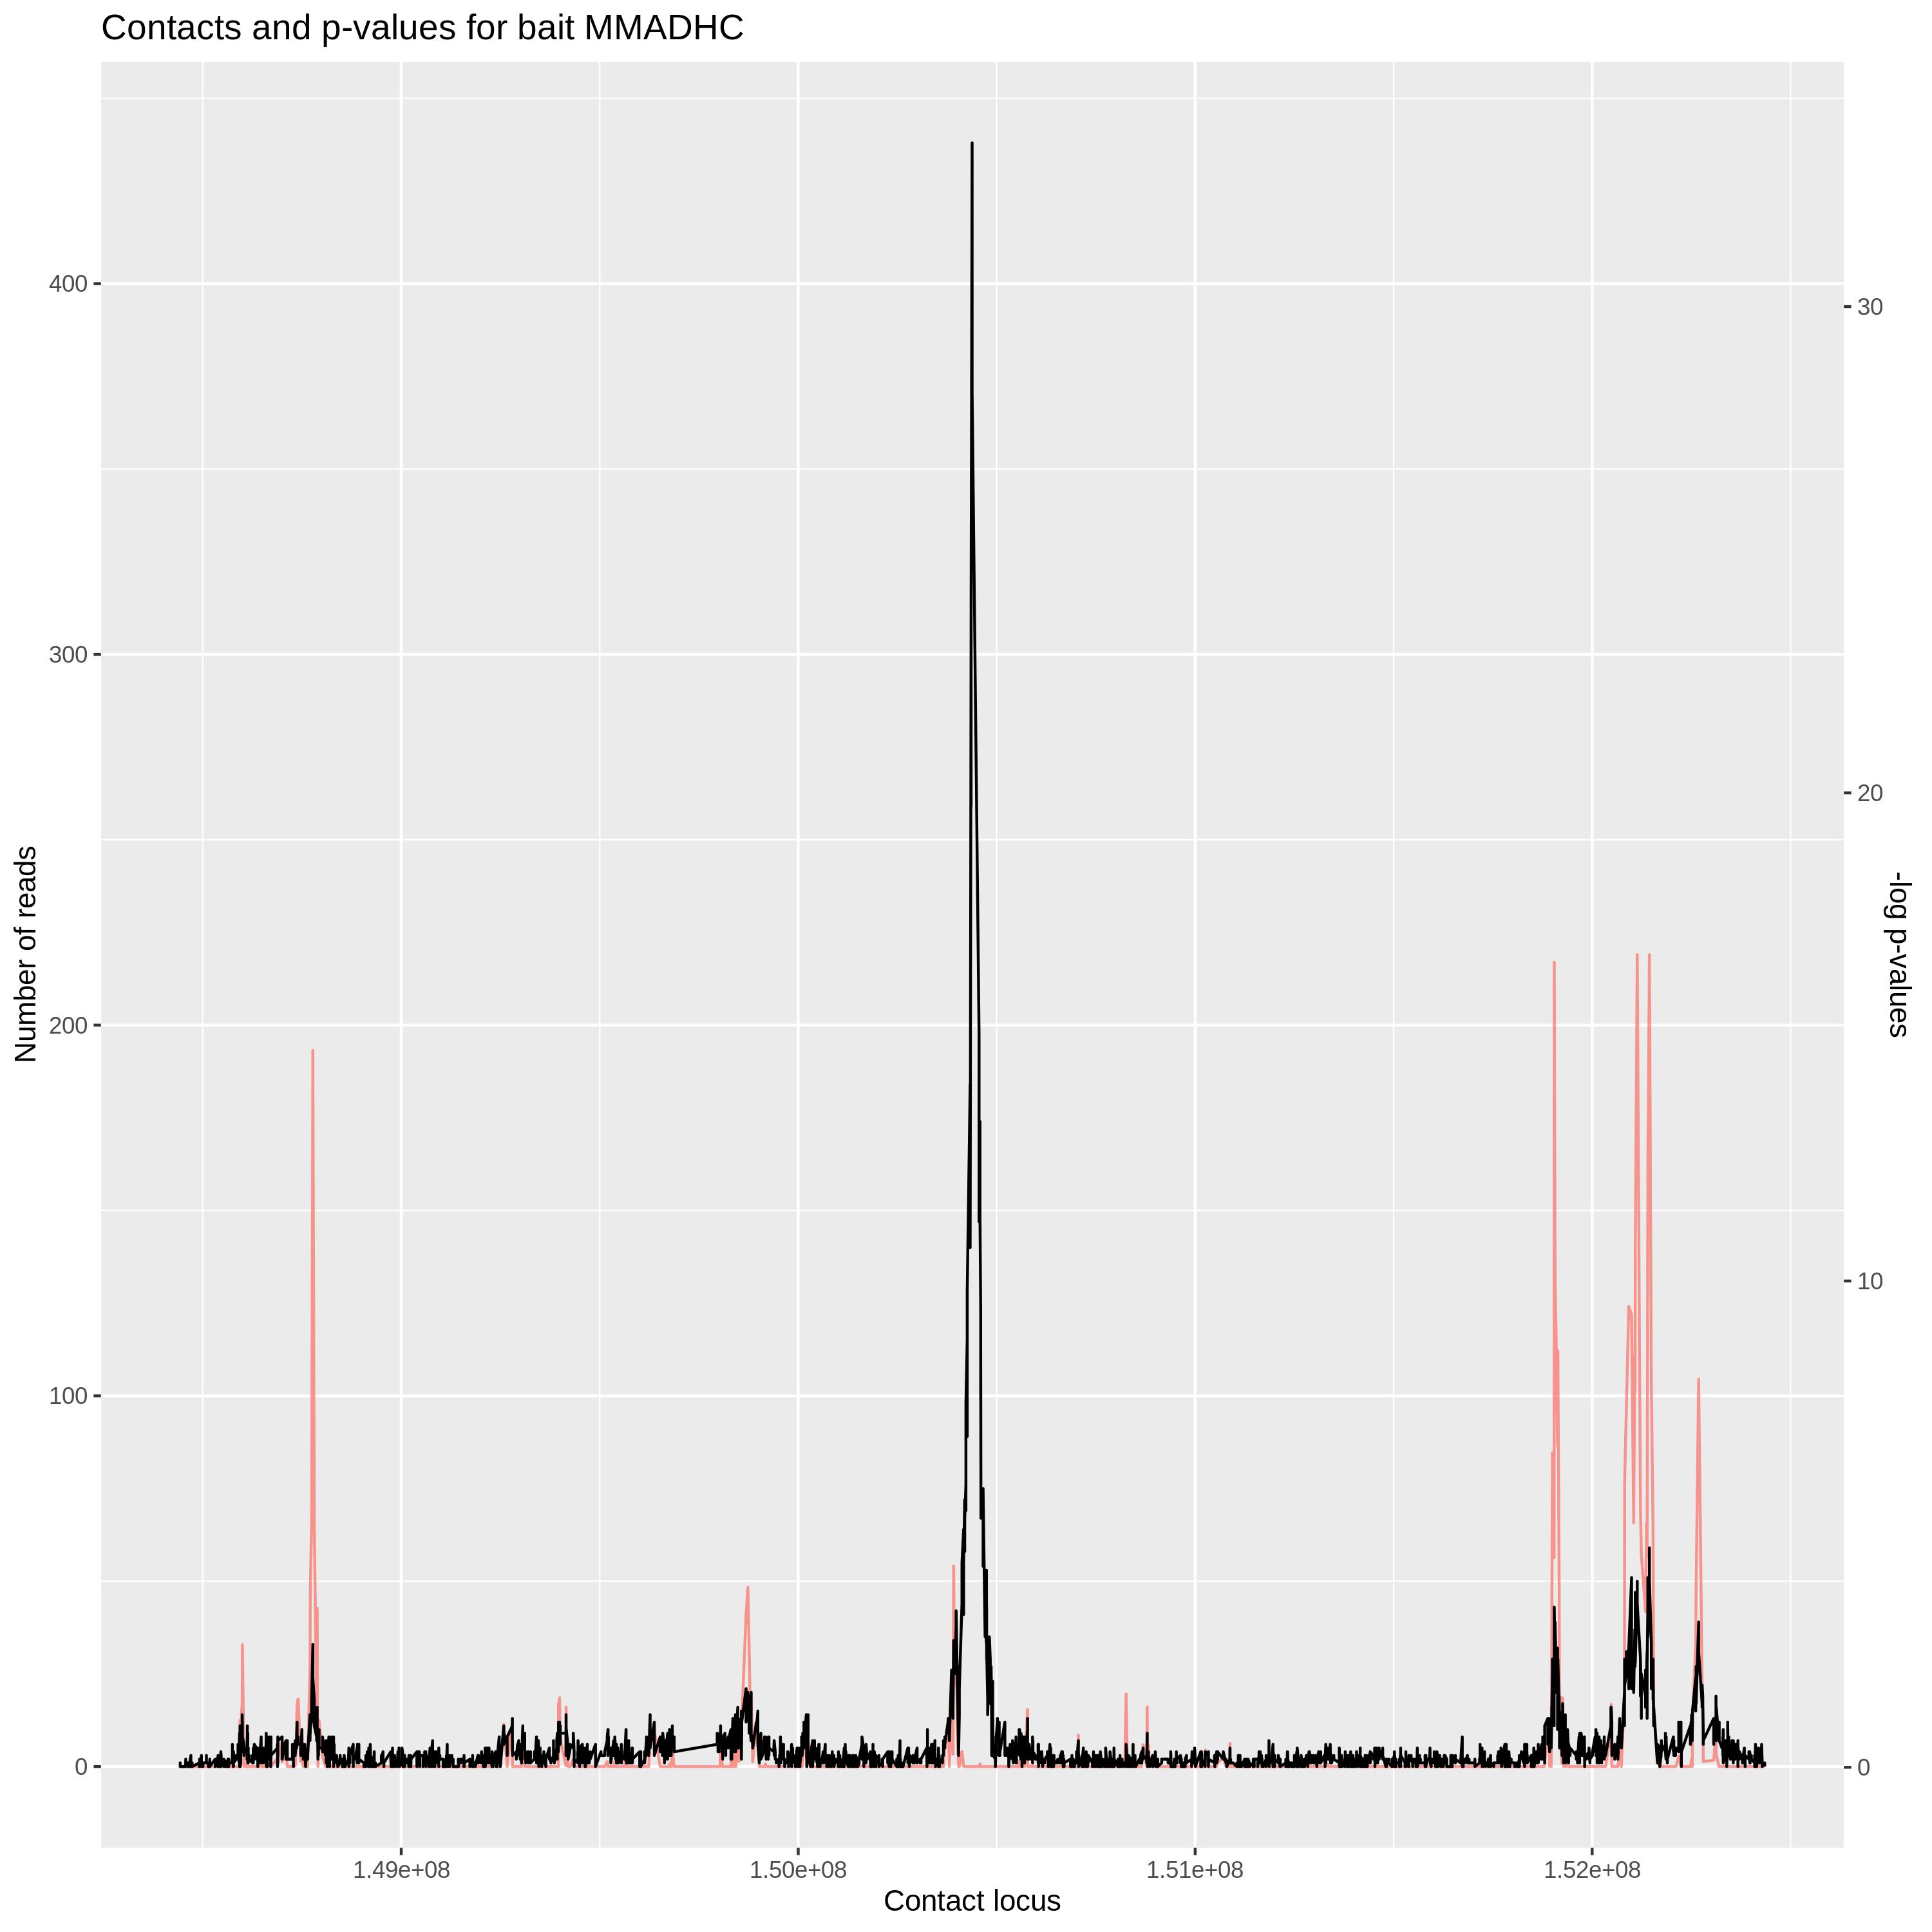 Contacts and p-values for bait MMADHC
400
300
200
100
0
Number of reads
30
20
10
0
-log p-values
1.49e+08
1.50e+08
1.51e+08
1.52e+08
Contact locus